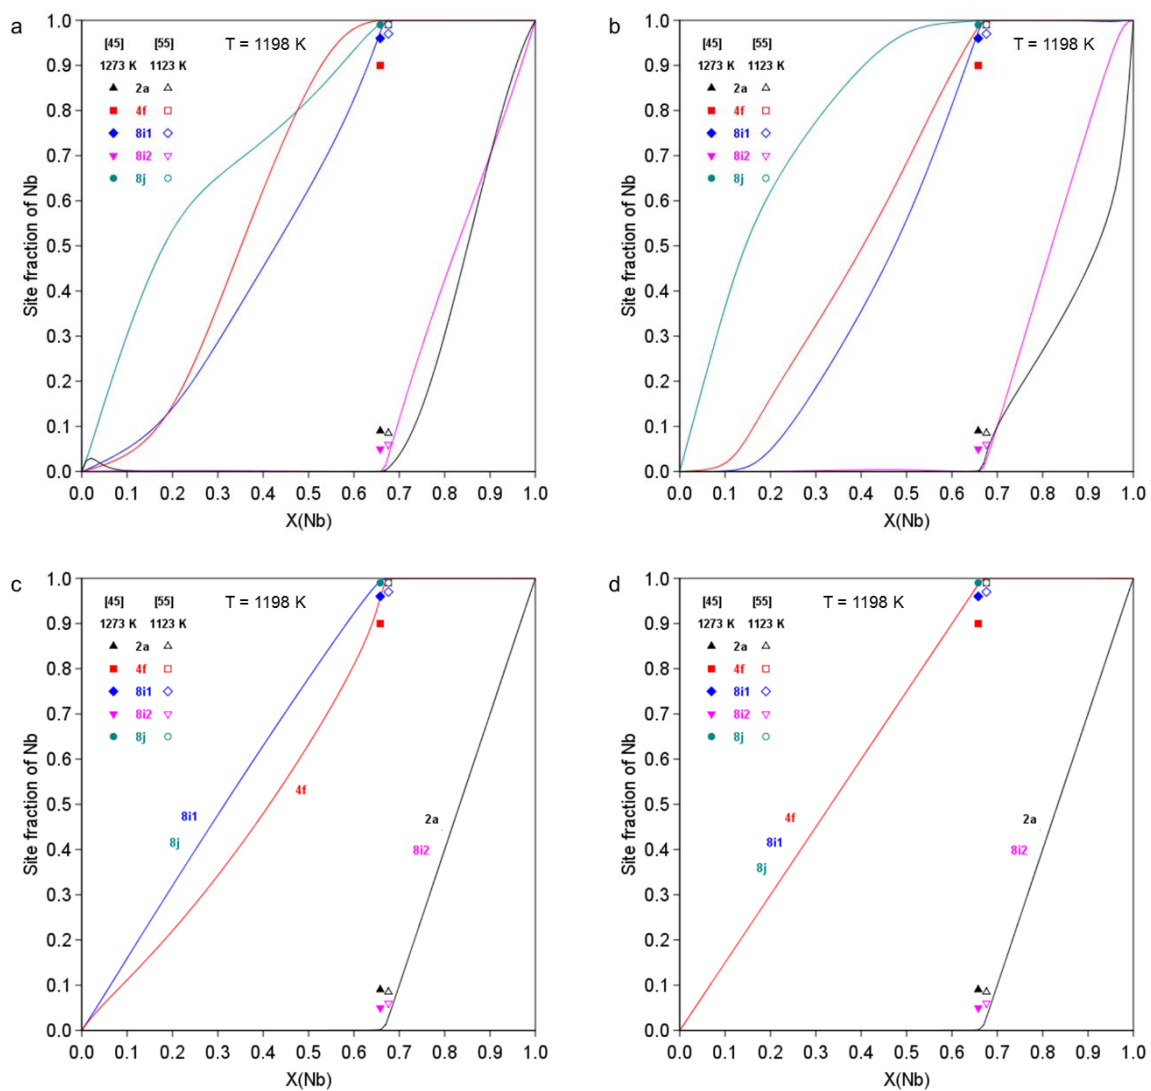 a
[45] [55] T = 1198 K
1273 K 1123 K
2a
4f
8i1
8i2
8j
Site fraction of Nb
1.0
0.9
0.8
0.7
0.6
0.5
0.4
0.3
0.2
0.1
0.0
0.0 0.1 0.2 0.3 0.4 0.5 0.6 0.7 0.8 0.9 1.0
X(Nb)
b
[45] [55] T = 1198 K
1273 K 1123 K
2a
4f
8i1
8i2
8j
Site fraction of Nb
1.0
0.9
0.8
0.7
0.6
0.5
0.4
0.3
0.2
0.1
0.0
0.0 0.1 0.2 0.3 0.4 0.5 0.6 0.7 0.8 0.9 1.0
X(Nb)
c
[45] [55] T = 1198 K
1273 K 1123 K
2a
4f
8i1
8i2
8j
4f
8i1
8j
2a
8i2
Site fraction of Nb
1.0
0.9
0.8
0.7
0.6
0.5
0.4
0.3
0.2
0.1
0.0
0.0 0.1 0.2 0.3 0.4 0.5 0.6 0.7 0.8 0.9 1.0
X(Nb)
d
[45] [55] T = 1198 K
1273 K 1123 K
2a
4f
8i1
8i2
8j
4f
8i1
8j
2a
8i2
Site fraction of Nb
1.0
0.9
0.8
0.7
0.6
0.5
0.4
0.3
0.2
0.1
0.0
0.0 0.1 0.2 0.3 0.4 0.5 0.6 0.7 0.8 0.9 1.0
X(Nb)